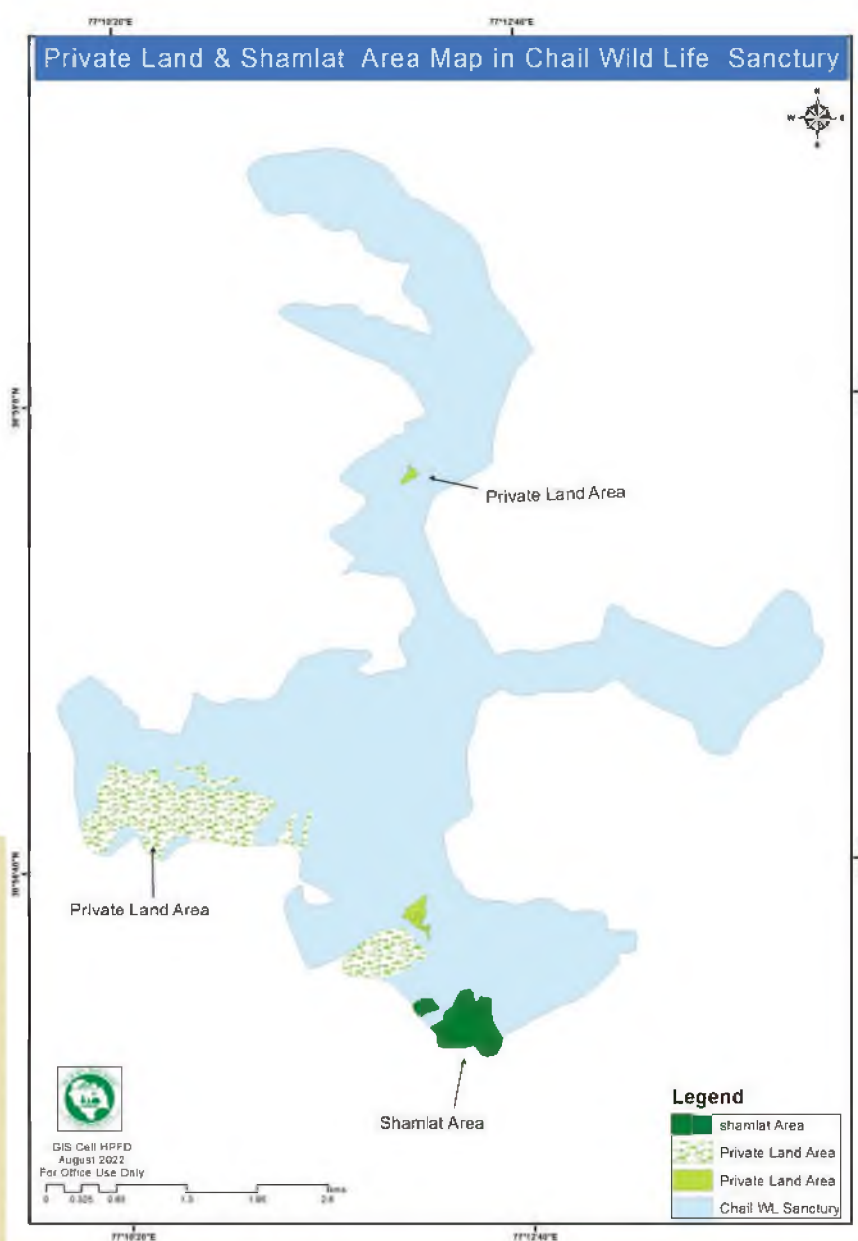 77°10'20"E 77°12'40"E
Private Land & Shamlat Area Map in Chail Wild Life Sanctury
N
W E
S
Private Land Area
Private Land Area
Shamlat Area
GIS Cell HPFD
August 2022
For Office Use Only
0 0.325 0.65 1.3 1.95 2.6
Kms
Legend
shamlat Area
Private Land Area
Private Land Area
Chail WL Sanctury
77°10'20"E 77°12'40"E